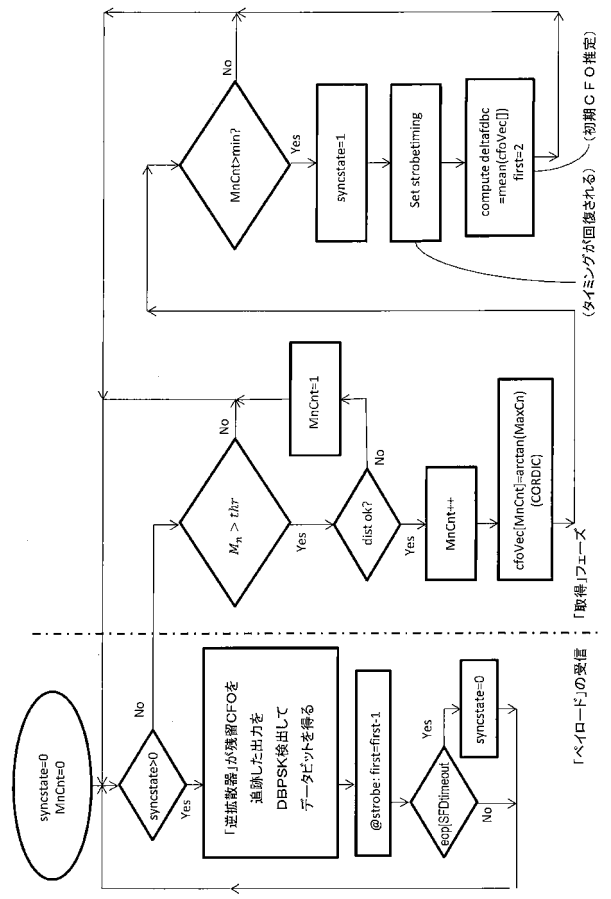 syncstate=0
MnCnt=0
syncstate>0
No
Yes
「逆拡散器」が残留CFOを
追跡した出力を
DBPSK検出して
データビットを得る
@strobe: first=first-1
eop|SFDtimeout
Yes
No
syncstate=0
「ペイロード」の受信
Mn > thr
No
Yes
dist ok?
No
Yes
MnCnt=1
MnCnt++
cfoVec[MnCnt]=arctan(MaxCn)
(CORDIC)
「取得」フェーズ
MnCnt>min?
No
Yes
syncstate=1
Set strobetiming
compute deltafdbc
=mean(cfoVec[])
first=2
(タイミングが回復される)
(初期CFO推定)